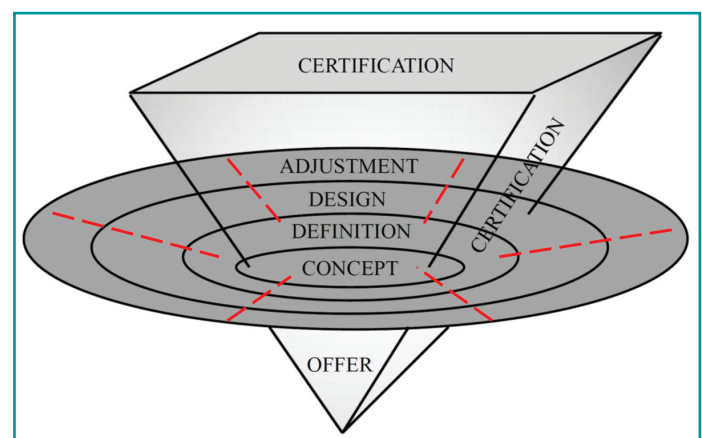 CERTIFICATION
CERTIFICATION
ADJUSTMENT
DESIGN
DEFINITION
CONCEPT
OFFER